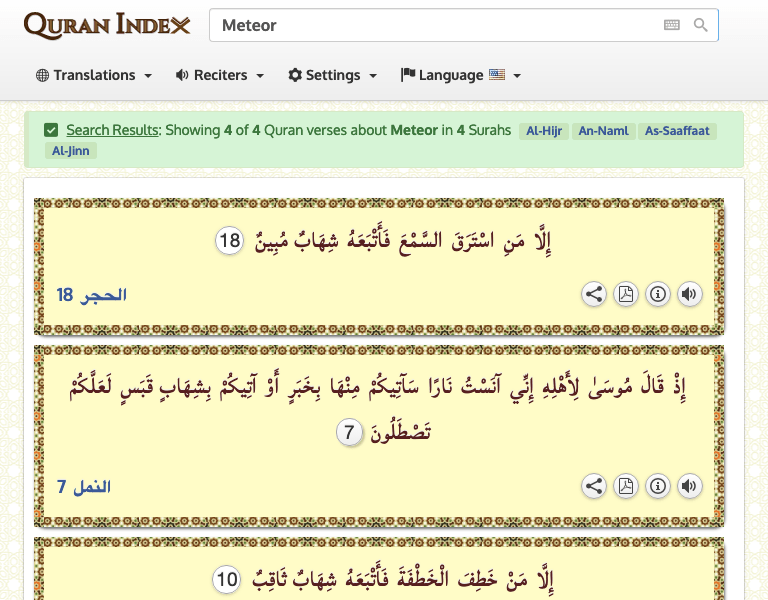 QURAN INDEX
Meteor
Translations Reciters Settings Language
Search Results: Showing 4 of 4 Quran verses about Meteor in 4 Surahs Al-Hijr An-Naml As-Saaffaat
Al-Jinn
إِلَّا مَنِ اسْتَرَقَ السَّمْعَ فَأَتْبَعَهُ شِهَابٌ مُبِينٌ 18
الحجر 18
إِذْ قَالَ مُوسَىٰ لِأَهْلِهِ إِنِّي آنَسْتُ نَارًا سَآتِيكُمْ مِنْهَا بِخَبَرٍ أَوْ آتِيكُمْ بِشِهَابٍ قَبَسٍ لَعَلَّكُمْ
تَصْطَلُونَ 7
النمل 7
إِلَّا مَنْ خَطِفَ الْخَطْفَةَ فَأَتْبَعَهُ شِهَابٌ ثَاقِبٌ 10